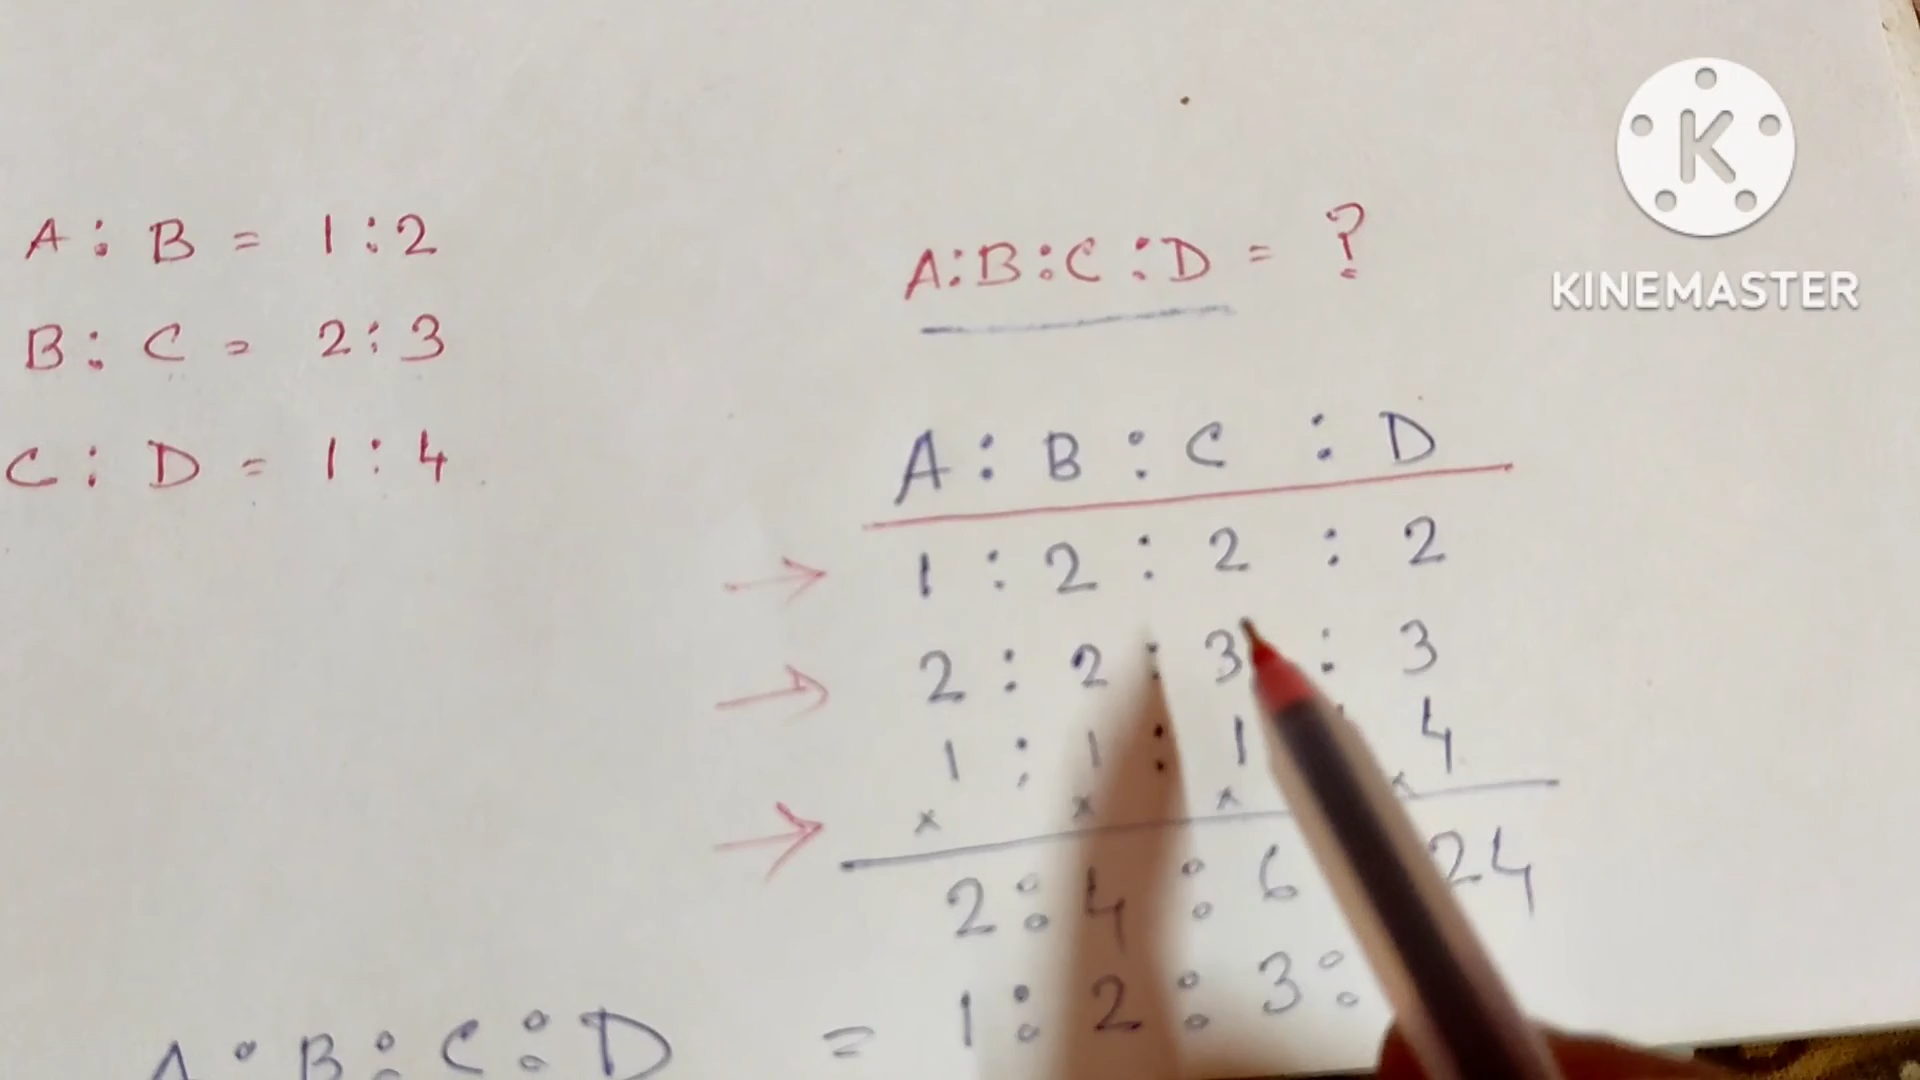 A : B = 1 : 2
B : C = 2 : 3
C : D = 1 : 4
A : B : C : D = ?
KINEMASTER
A : B : C : D
1 : 2 : 2 : 2
2 : 2 : 3 : 3
1 : 1 : 1 4
× × × ×
2 : 4 : 6 24
A : B : C : D = 1 : 2 : 3 :